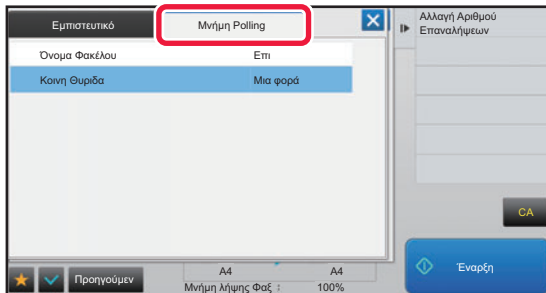 Εμπιστευτικό
Μνήμη Polling
Όνομα Φακέλου Επι
Κοινη Θυριδα Μια φορά
Αλλαγή Αριθμού
Επαναλήψεων
CA
Έναρξη
Προηγούμεν
A4 A4
Μνήμη λήψης Φαξ : 100%